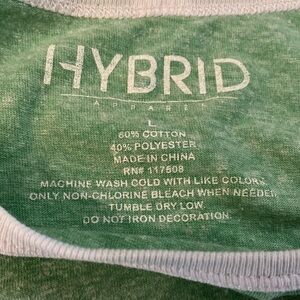 HYBRID
APPAREL
L
60% COTTON
40% POLYESTER
MADE IN CHINA
RN# 117508
MACHINE WASH COLD WITH LIKE COLORS
ONLY NON-CHLORINE BLEACH WHEN NEEDED
TUMBLE DRY LOW
DO NOT IRON DECORATION.